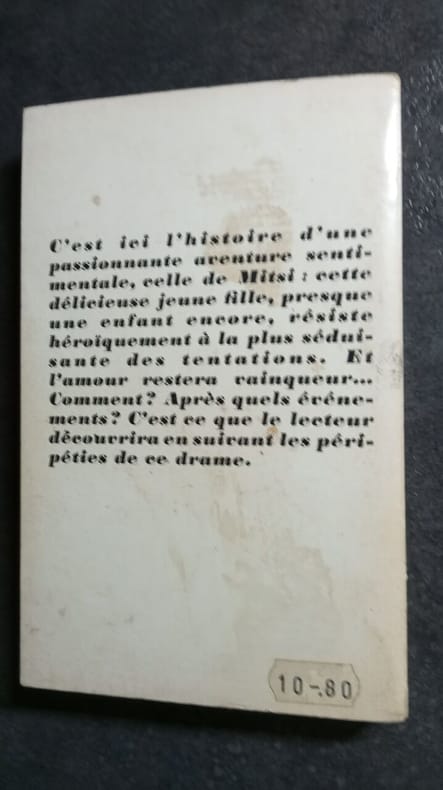 C'est ici l'histoire d'une
passionnante aventure senti-
mentale, celle de Mitsi : cette
délicieuse jeune fille, presque
une enfant encore, résiste
héroïquement à la plus sédui-
sante des tentations. Et
l'amour restera vainqueur...
Comment? Après quels événe-
ments? C'est ce que le lecteur
découvrira en suivant les péri-
péties de ce drame.
10-.80